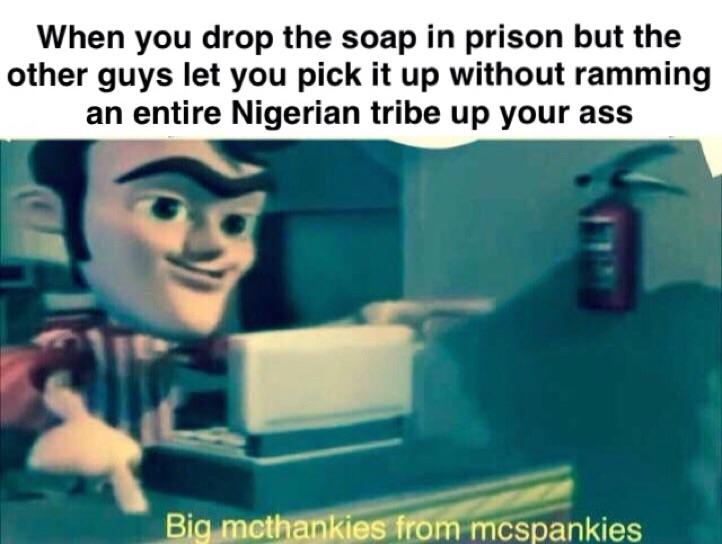 When you drop the soap in prison but the
other guys let you pick it up without ramming
an entire Nigerian tribe up your ass
Big mcthankies from mcspankies